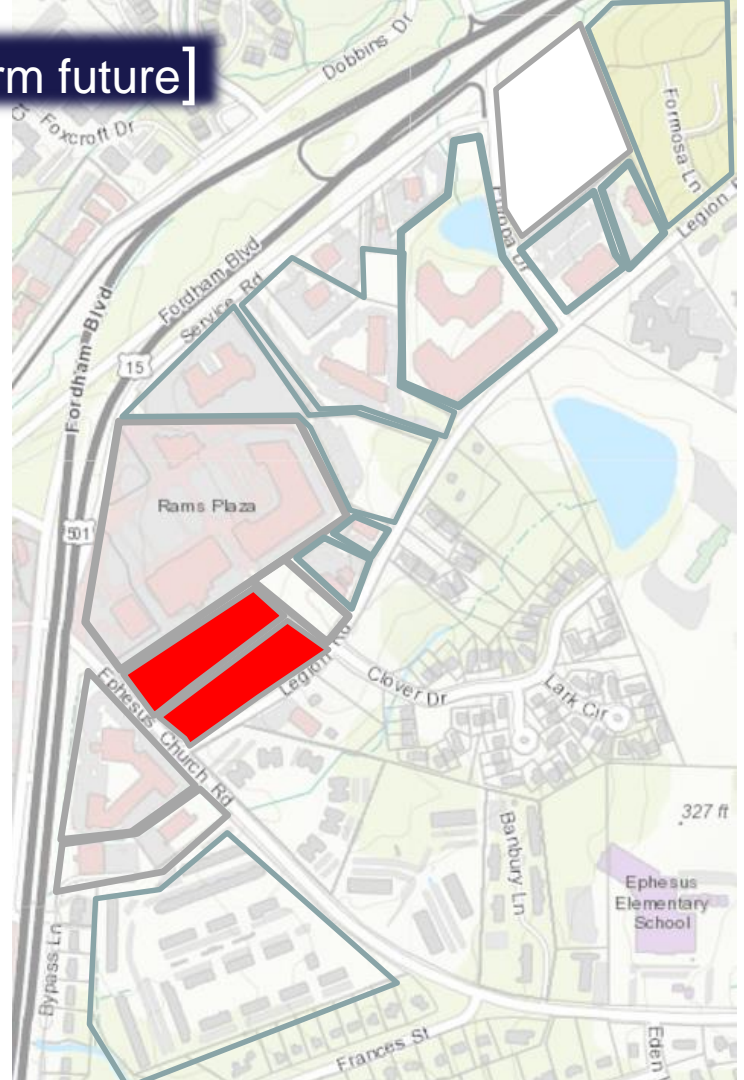 rm future]
Dobbins Dr
Foxcroft Dr
Formosa Ln
Legion
Fordham Blvd
Service Rd
Fordham Blvd
15
Rams Plaza
501
Legion Rd
Clover Dr
Lark Cir
Ephesus Church Rd
327 ft
Banbury Ln
Ephesus
Elementary
School
Bypass Ln
Frances St
Eden